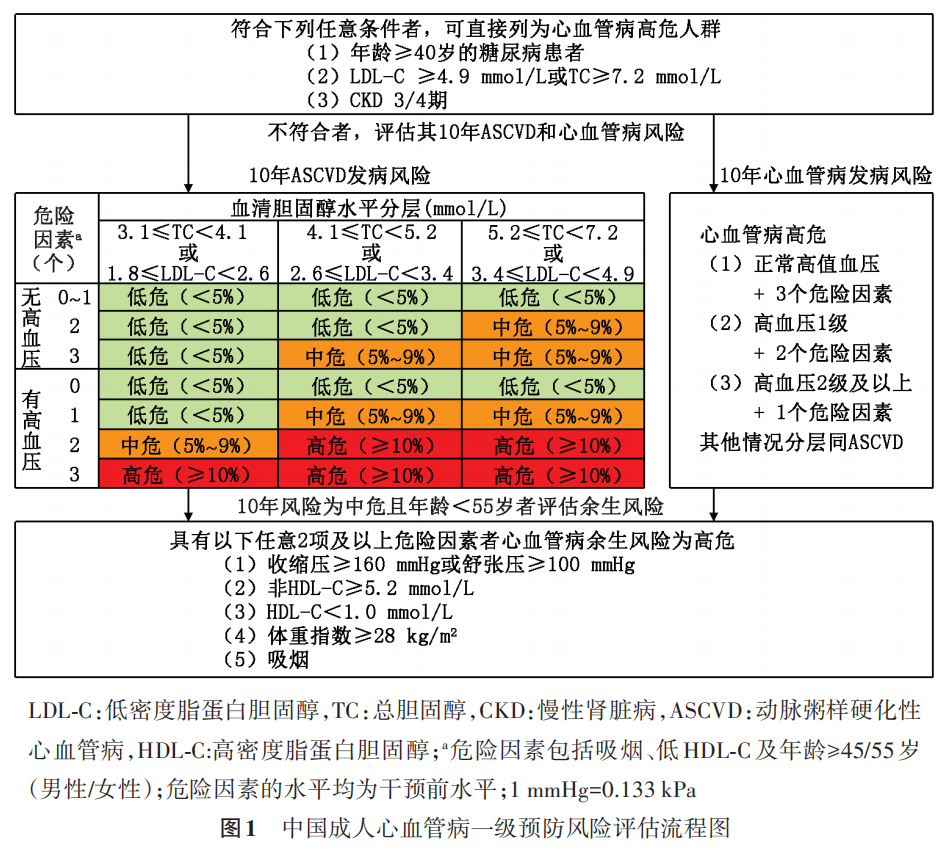 符合下列任意条件者，可直接列为心血管病高危人群
（1）年龄≥40岁的糖尿病患者
（2）LDL-C ≥4.9 mmol/L或TC≥7.2 mmol/L
（3）CKD 3/4期
不符合者，评估其10年ASCVD和心血管病风险
10年ASCVD发病风险
10年心血管病发病风险
危险
因素ᵃ
（个）
血清胆固醇水平分层(mmol/L)
3.1≤TC<4.1 4.1≤TC<5.2 5.2≤TC<7.2
或 或 或
1.8≤LDL-C<2.6 2.6≤LDL-C<3.4 3.4≤LDL-C<4.9
无高血压
0~1 低危（<5%） 低危（<5%） 低危（<5%）
2 低危（<5%） 低危（<5%） 中危（5%~9%）
3 低危（<5%） 中危（5%~9%） 中危（5%~9%）
有高血压
0 低危（<5%） 低危（<5%） 低危（<5%）
1 低危（<5%） 中危（5%~9%） 中危（5%~9%）
2 中危（5%~9%） 高危（≥10%） 高危（≥10%）
3 高危（≥10%） 高危（≥10%） 高危（≥10%）
心血管病高危
（1）正常高值血压
+ 3个危险因素
（2）高血压1级
+ 2个危险因素
（3）高血压2级及以上
+ 1个危险因素
其他情况分层同ASCVD
10年风险为中危且年龄<55岁者评估余生风险
具有以下任意2项及以上危险因素者心血管病余生风险为高危
（1）收缩压≥160 mmHg或舒张压≥100 mmHg
（2）非HDL-C≥5.2 mmol/L
（3）HDL-C<1.0 mmol/L
（4）体重指数≥28 kg/m²
（5）吸烟
LDL-C：低密度脂蛋白胆固醇，TC：总胆固醇，CKD：慢性肾脏病，ASCVD：动脉粥样硬化性
心血管病，HDL-C:高密度脂蛋白胆固醇；ᵃ危险因素包括吸烟、低HDL-C及年龄≥45/55岁
（男性/女性）；危险因素的水平均为干预前水平；1 mmHg=0.133 kPa
图1 中国成人心血管病一级预防风险评估流程图